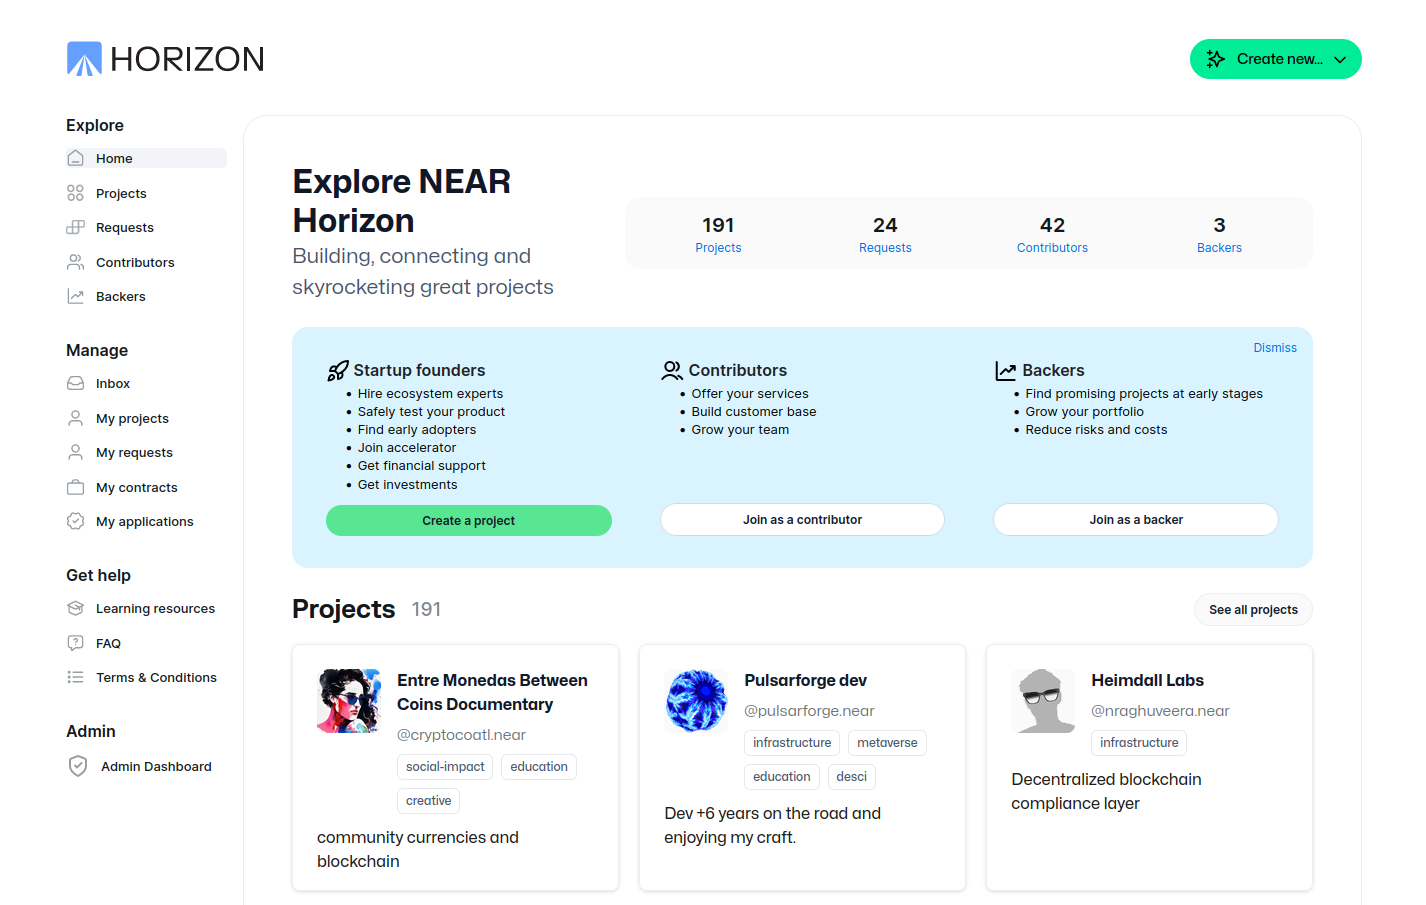 HORIZON
Create new...
Explore
Home
Projects
Requests
Contributors
Backers
Manage
Inbox
My projects
My requests
My contracts
My applications
Get help
Learning resources
FAQ
Terms & Conditions
Admin
Admin Dashboard
Explore NEAR
Horizon
Building, connecting and
skyrocketing great projects
191
Projects
24
Requests
42
Contributors
3
Backers
Dismiss
Startup founders
• Hire ecosystem experts
• Safely test your product
• Find early adopters
• Join accelerator
• Get financial support
• Get investments
Create a project
Contributors
• Offer your services
• Build customer base
• Grow your team
Join as a contributor
Backers
• Find promising projects at early stages
• Grow your portfolio
• Reduce risks and costs
Join as a backer
Projects 191
See all projects
Entre Monedas Between
Coins Documentary
@cryptocoatl.near
social-impact education
creative
community currencies and
blockchain
Pulsarforge dev
@pulsarforge.near
infrastructure metaverse
education desci
Dev +6 years on the road and
enjoying my craft.
Heimdall Labs
@nraghuveera.near
infrastructure
Decentralized blockchain
compliance layer